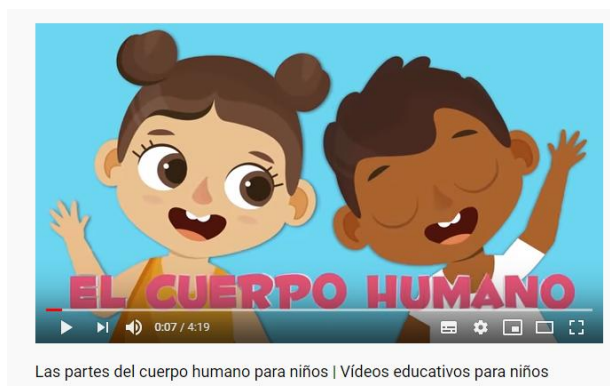 EL CUERPO HUMANO
0:07 / 4:19
Las partes del cuerpo humano para niños | Vídeos educativos para niños